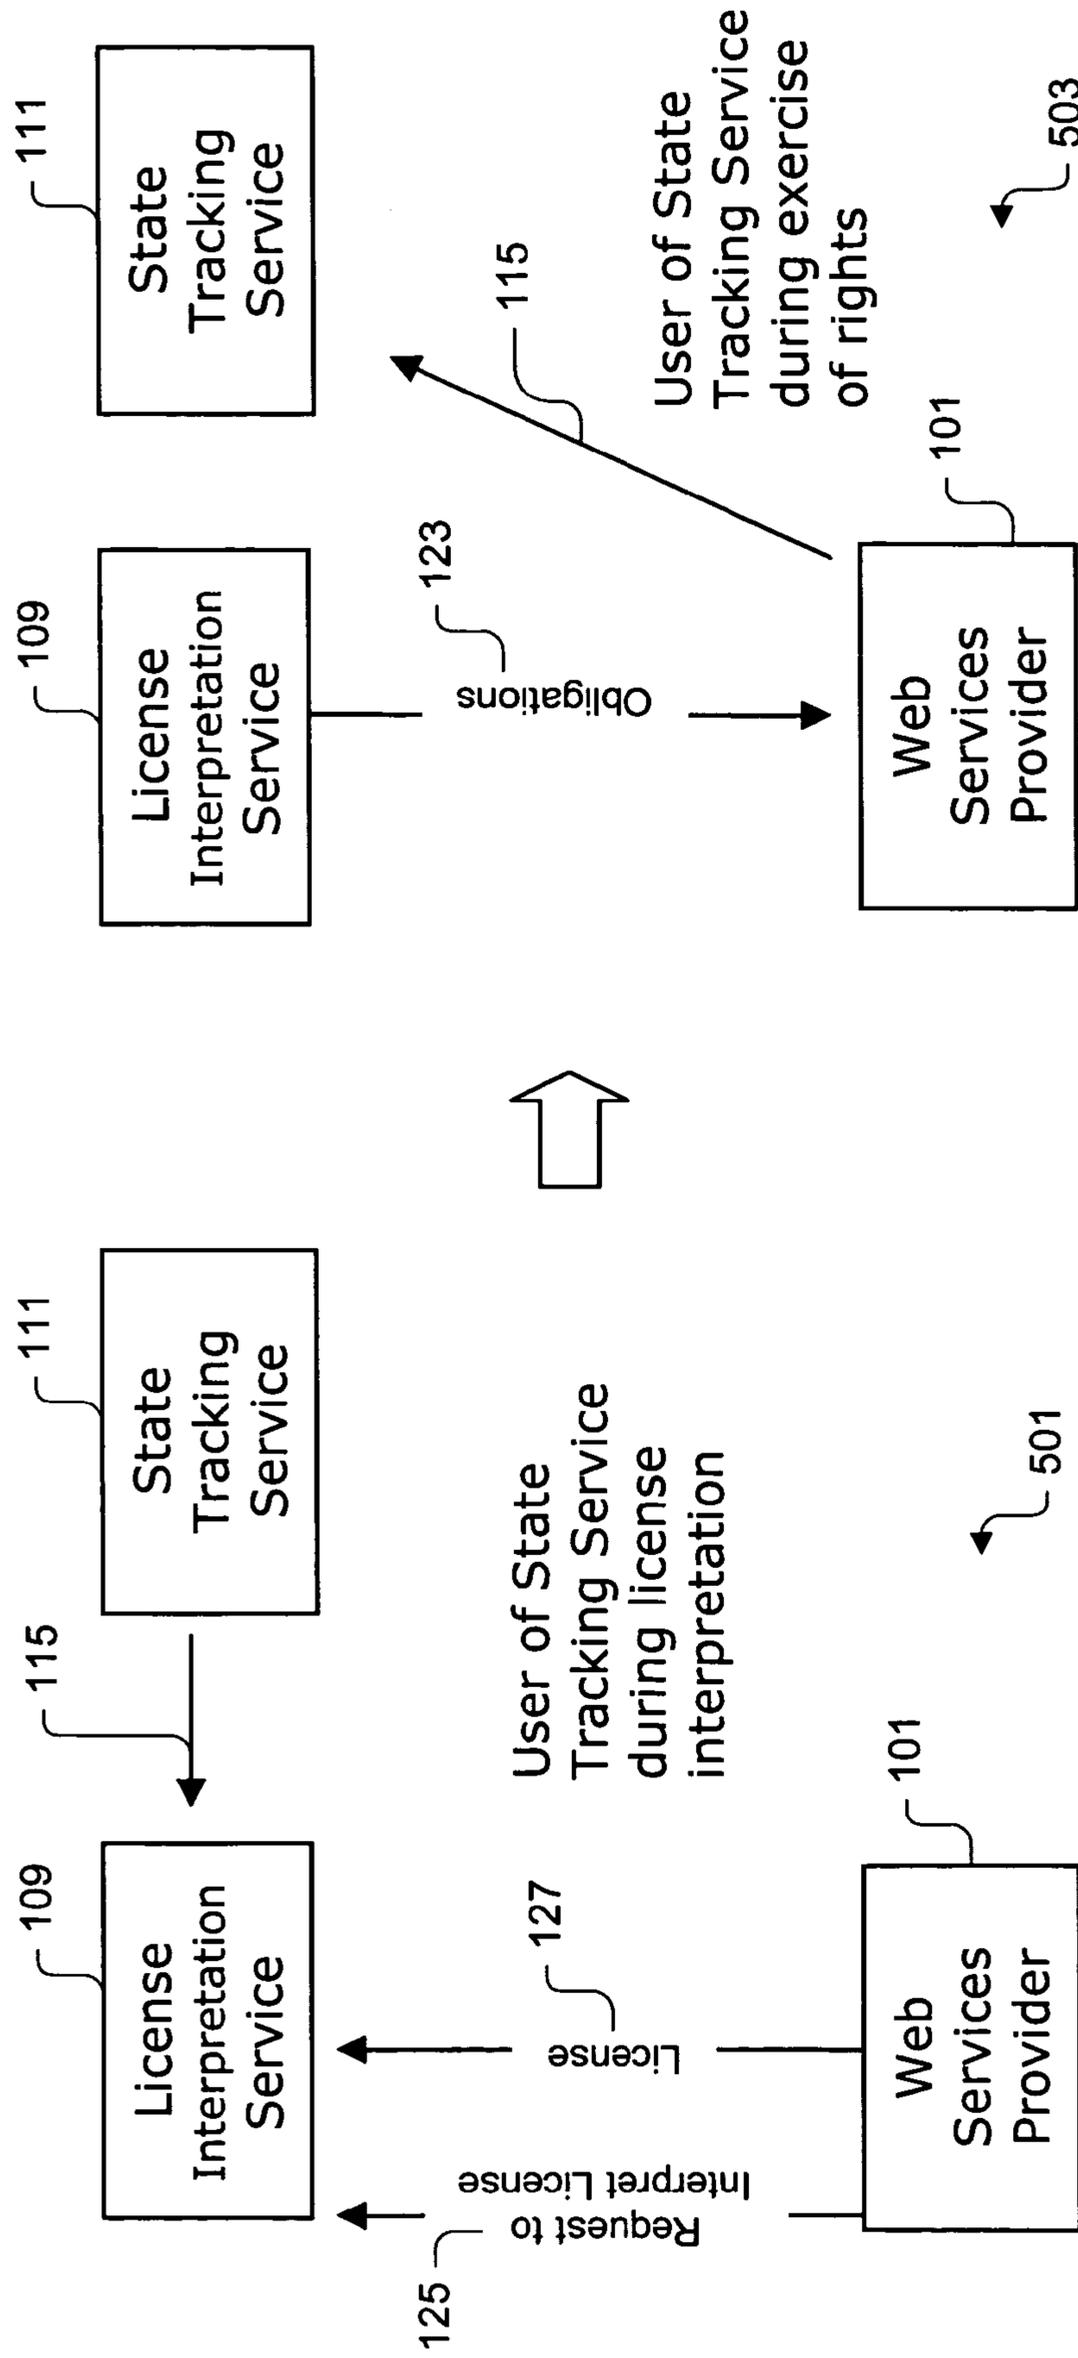 109
License
Interpretation
Service
115
111
State
Tracking
Service
125
Request to
Interpret License
License
127
User of State
Tracking Service
during license
interpretation
Web
Services
Provider
101
501
109
License
Interpretation
Service
111
State
Tracking
Service
Obligations
123
115
User of State
Tracking Service
during exercise
of rights
Web
Services
Provider
101
503